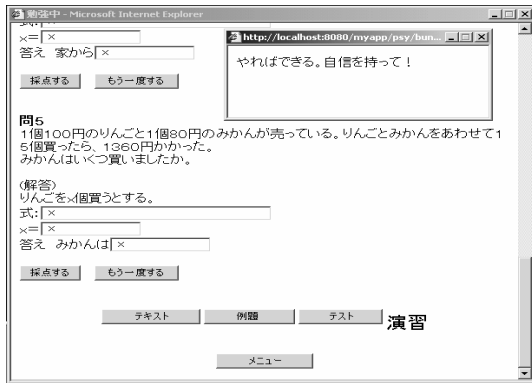 勉強中 - Microsoft Internet Explorer
x= ×
答え 家から ×
採点する もう一度する
http://localhost:8080/myapp/psy/bun...
やればできる。自信を持って！
問5
1個100円のりんごと1個80円のみかんが売っている。りんごとみかんをあわせて1
5個買ったら、1360円かかった。
みかんはいくつ買いましたか。
(解答)
りんごをx個買うとする。
式: ×
x= ×
答え みかんは ×
採点する もう一度する
テキスト 例題 テスト 演習
メニュー